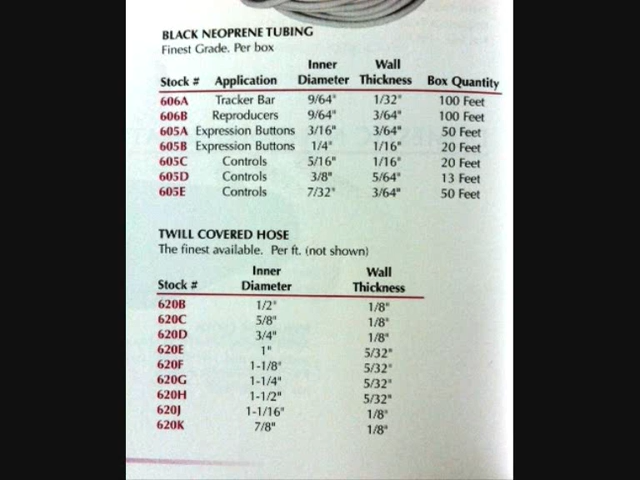 BLACK NEOPRENE TUBING
Finest Grade. Per box
Inner Wall
Stock # Application Diameter Thickness Box Quantity
606A Tracker Bar 9/64" 1/32" 100 Feet
606B Reproducers 9/64" 3/64" 100 Feet
605A Expression Buttons 3/16" 3/64" 50 Feet
605B Expression Buttons 1/4" 1/16" 20 Feet
605C Controls 5/16" 1/16" 20 Feet
605D Controls 3/8" 5/64" 13 Feet
605E Controls 7/32" 3/64" 50 Feet
TWILL COVERED HOSE
The finest available. Per ft. (not shown)
Inner Wall
Stock # Diameter Thickness
620B 1/2" 1/8"
620C 5/8" 1/8"
620D 3/4" 1/8"
620E 1" 5/32"
620F 1-1/8" 5/32"
620G 1-1/4" 5/32"
620H 1-1/2" 5/32"
620J 1-1/16" 1/8"
620K 7/8" 1/8"